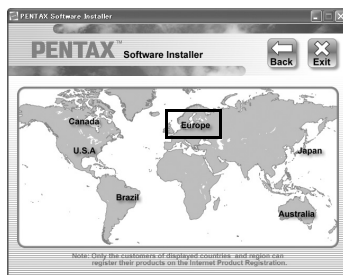 PENTAX Software Installer
PENTAX™ Software Installer
Back
Exit
Canada
Europe
U.S.A
Japan
Brazil
Australia
Note: Only the customers of displayed countries and region can
register their products on the Internet Product Registration.